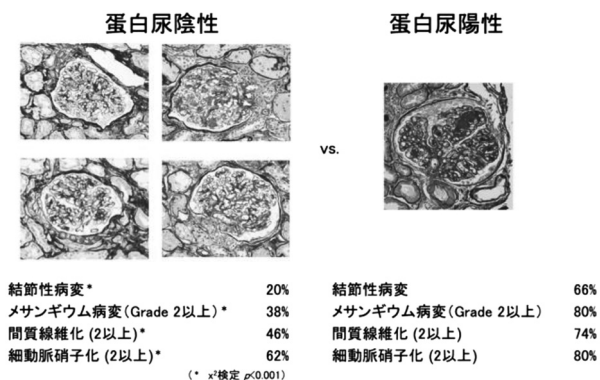 蛋白尿陰性
蛋白尿陽性
vs.
結節性病変* 20%
メサンギウム病変(Grade 2以上)* 38%
間質線維化 (2以上)* 46%
細動脈硝子化 (2以上)* 62%
(* x²検定 p<0.001)
結節性病変 66%
メサンギウム病変(Grade 2以上) 80%
間質線維化 (2以上) 74%
細動脈硝子化 (2以上) 80%